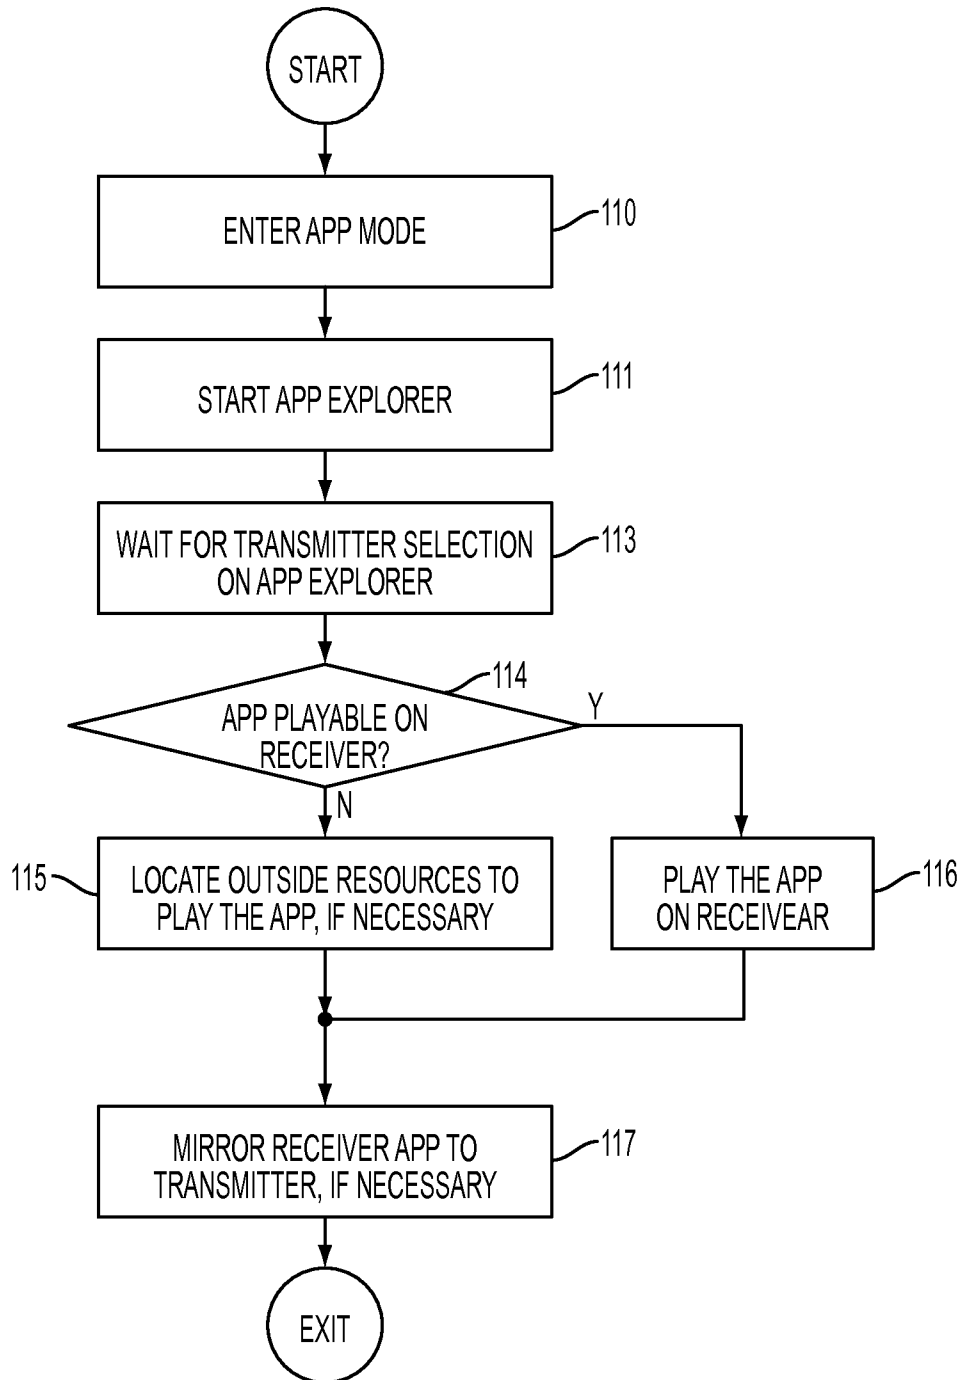 START
ENTER APP MODE
110
START APP EXPLORER
111
WAIT FOR TRANSMITTER SELECTION
ON APP EXPLORER
113
114
APP PLAYABLE ON
RECEIVER?
Y
N
115
LOCATE OUTSIDE RESOURCES TO
PLAY THE APP, IF NECESSARY
PLAY THE APP
ON RECEIVEAR
116
MIRROR RECEIVER APP TO
TRANSMITTER, IF NECESSARY
117
EXIT